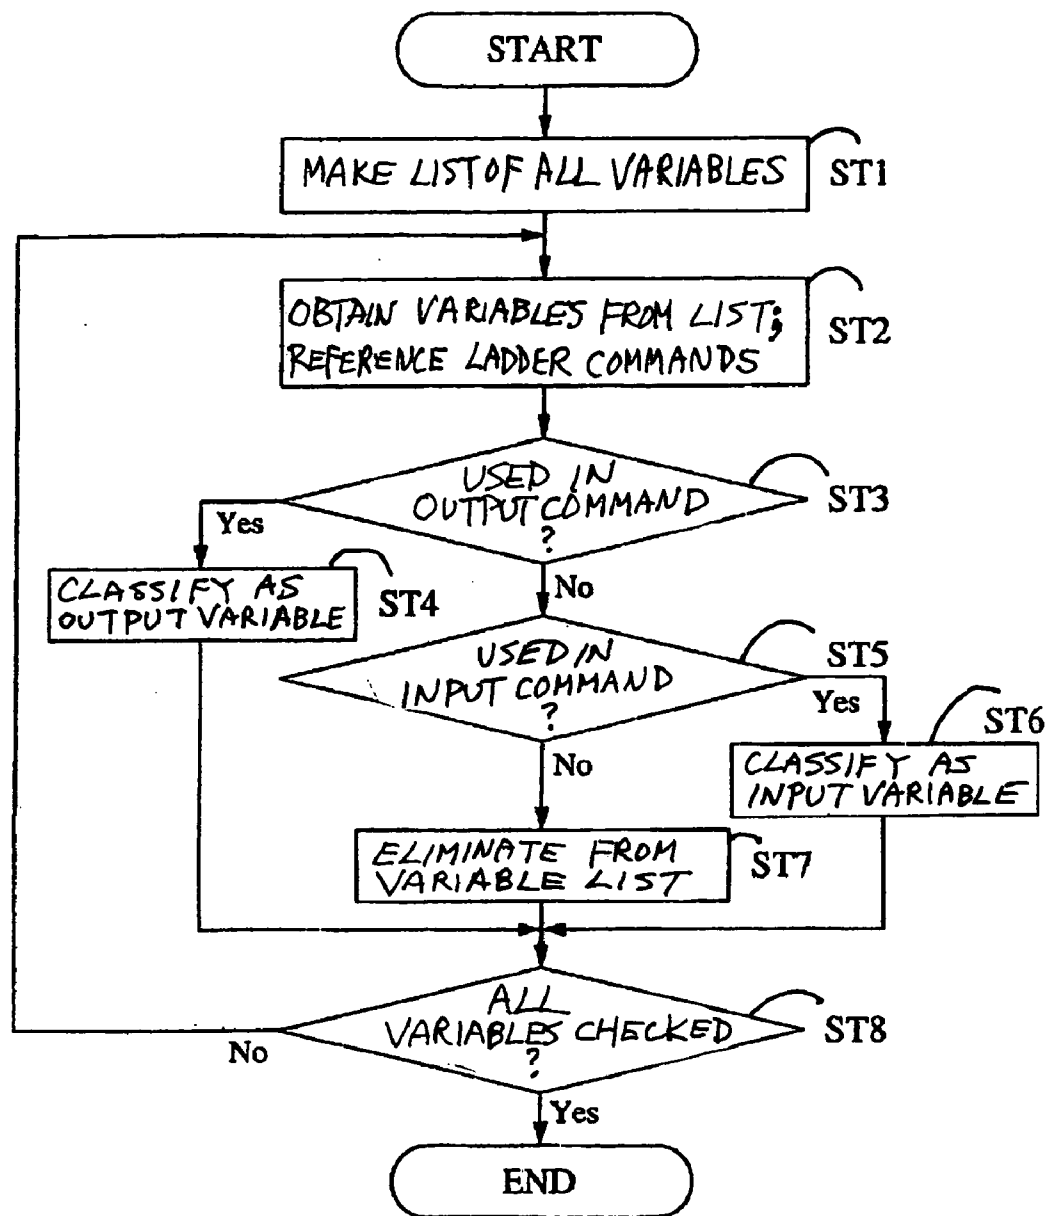 START
MAKE LIST OF ALL VARIABLES
ST1
OBTAIN VARIABLES FROM LIST;
REFERENCE LADDER COMMANDS
ST2
USED IN
OUTPUT COMMAND
?
ST3
Yes
No
CLASSIFY AS
OUTPUT VARIABLE
ST4
USED IN
INPUT COMMAND
?
ST5
Yes
No
CLASSIFY AS
INPUT VARIABLE
ST6
ELIMINATE FROM
VARIABLE LIST
ST7
ALL
VARIABLES CHECKED
?
ST8
No
Yes
END